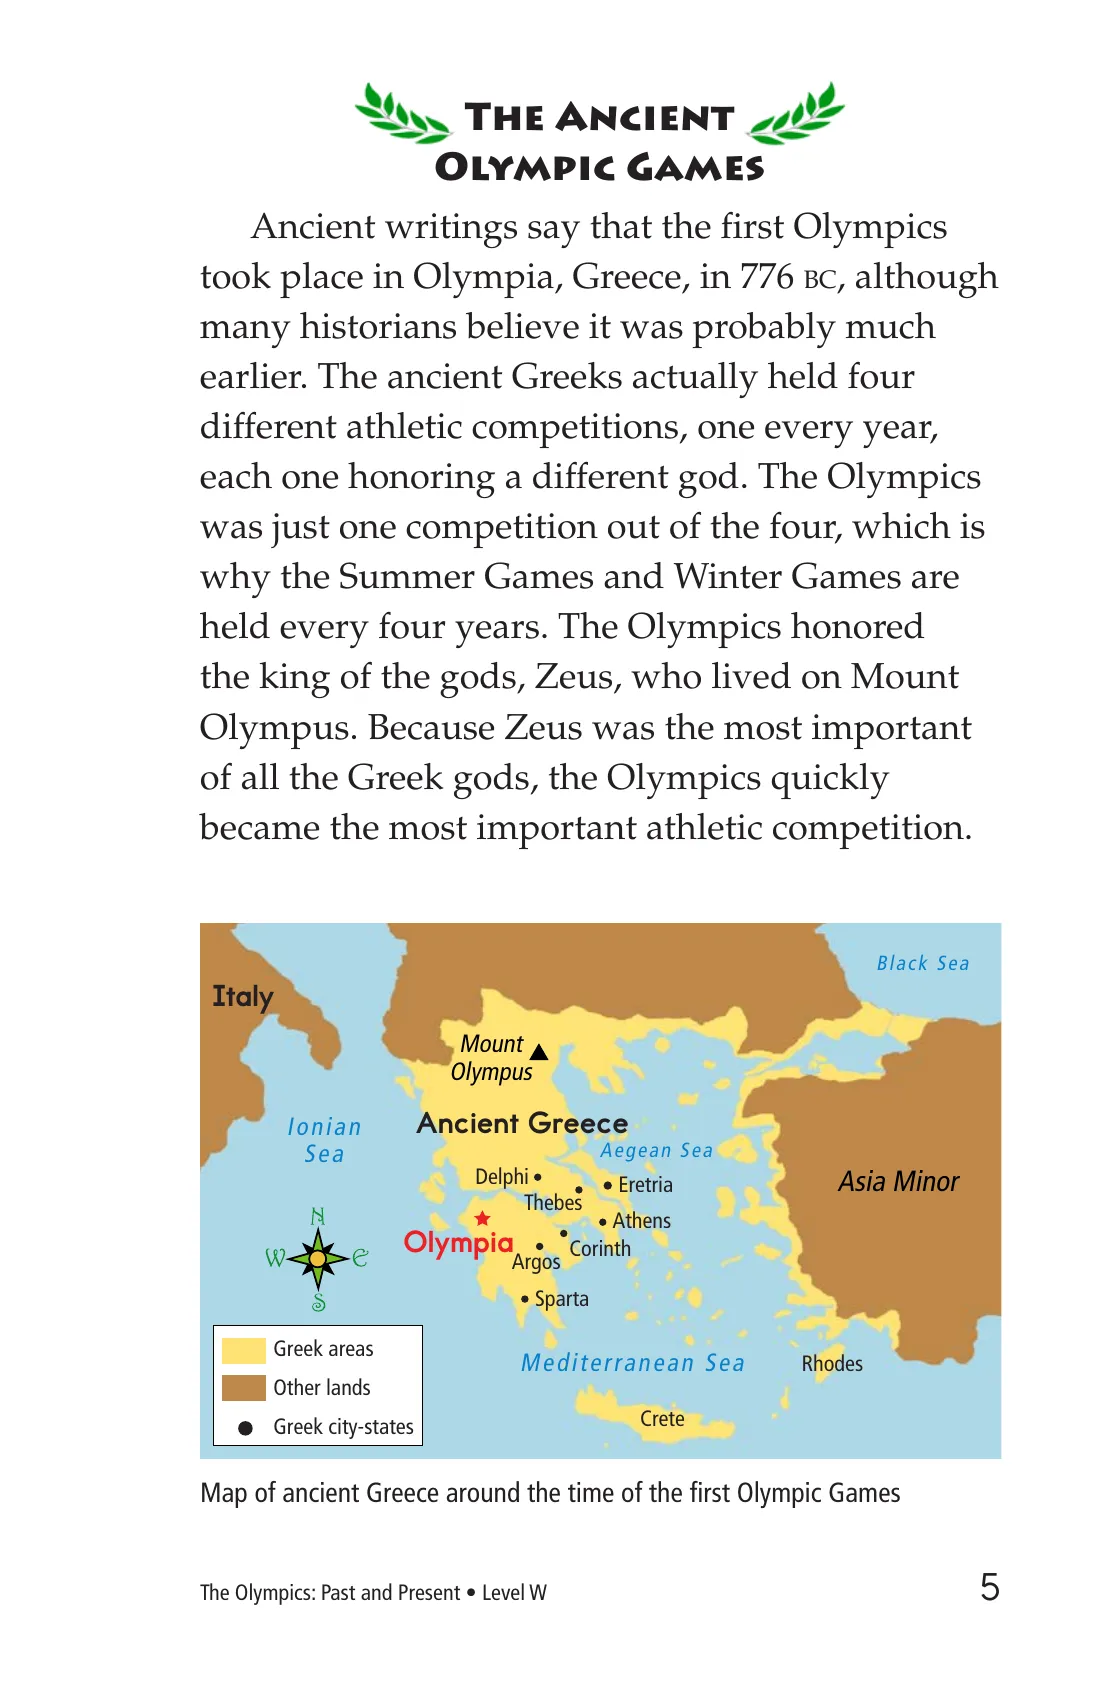 The Ancient
Olympic Games
Ancient writings say that the first Olympics
took place in Olympia, Greece, in 776 BC, although
many historians believe it was probably much
earlier. The ancient Greeks actually held four
different athletic competitions, one every year,
each one honoring a different god. The Olympics
was just one competition out of the four, which is
why the Summer Games and Winter Games are
held every four years. The Olympics honored
the king of the gods, Zeus, who lived on Mount
Olympus. Because Zeus was the most important
of all the Greek gods, the Olympics quickly
became the most important athletic competition.
Black Sea
Italy
Mount
Olympus
Ancient Greece
Ionian
Sea
Aegean Sea
Asia Minor
Delphi
Eretria
Thebes
Athens
Olympia
Corinth
Argos
Sparta
N
W E
S
Greek areas
Other lands
Greek city-states
Mediterranean Sea
Rhodes
Crete
Map of ancient Greece around the time of the first Olympic Games
The Olympics: Past and Present • Level W
5